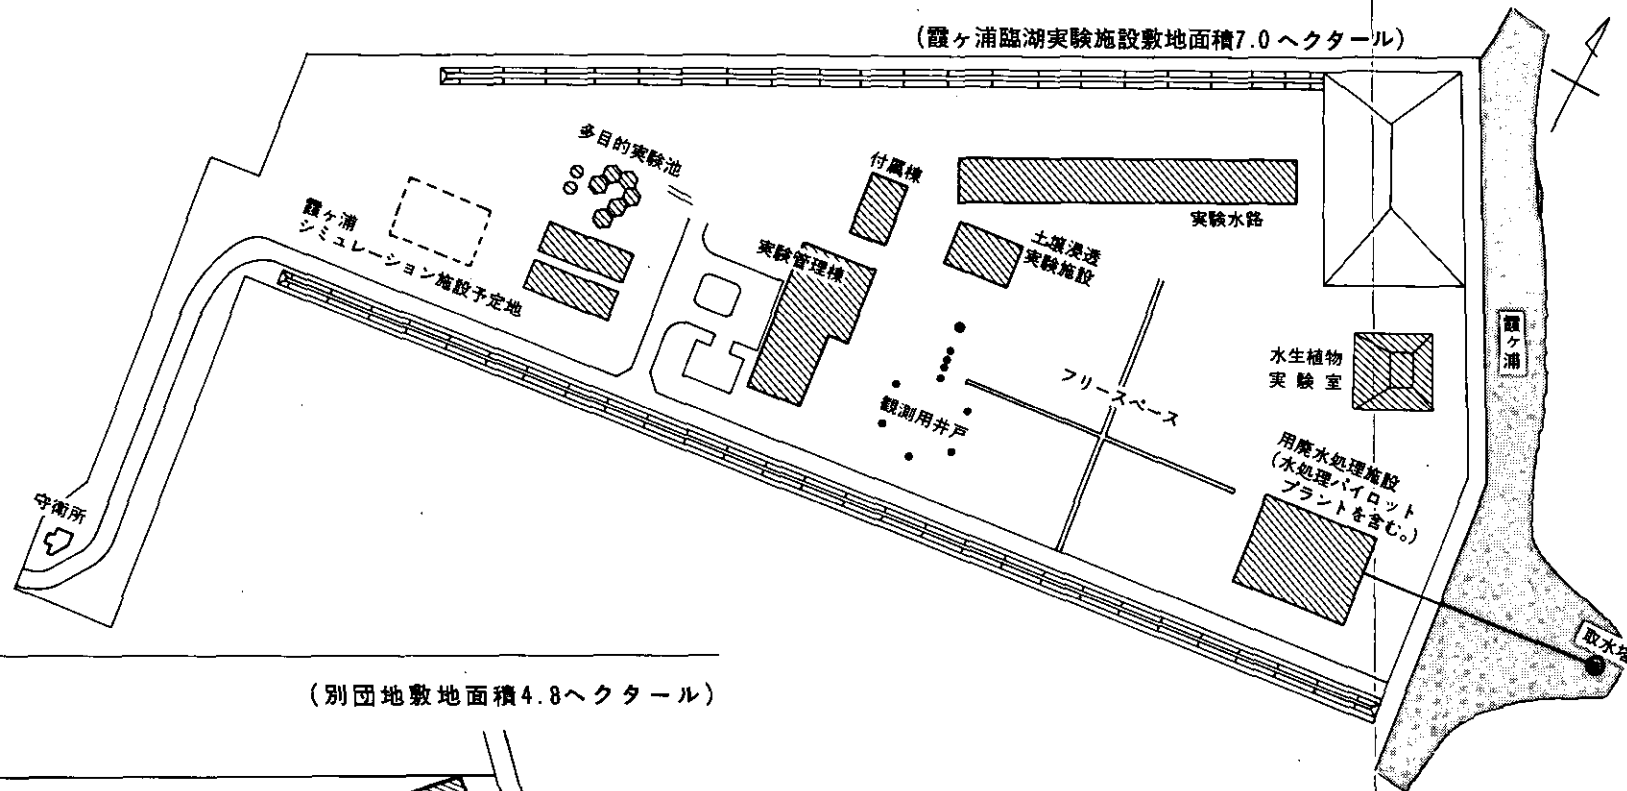 (霞ヶ浦臨湖実験施設敷地面積7.0ヘクタール)
多目的実験池
付属棟
実験水路
霞ヶ浦
シミュレーション施設予定地
実験管理棟
土壌浸透
実験施設
霞ヶ浦
水生植物
実験室
フリースペース
観測用井戸
用廃水処理施設
(水処理パイロット
プラントを含む。)
守衛所
取水塔
(別団地敷地面積4.8ヘクタール)